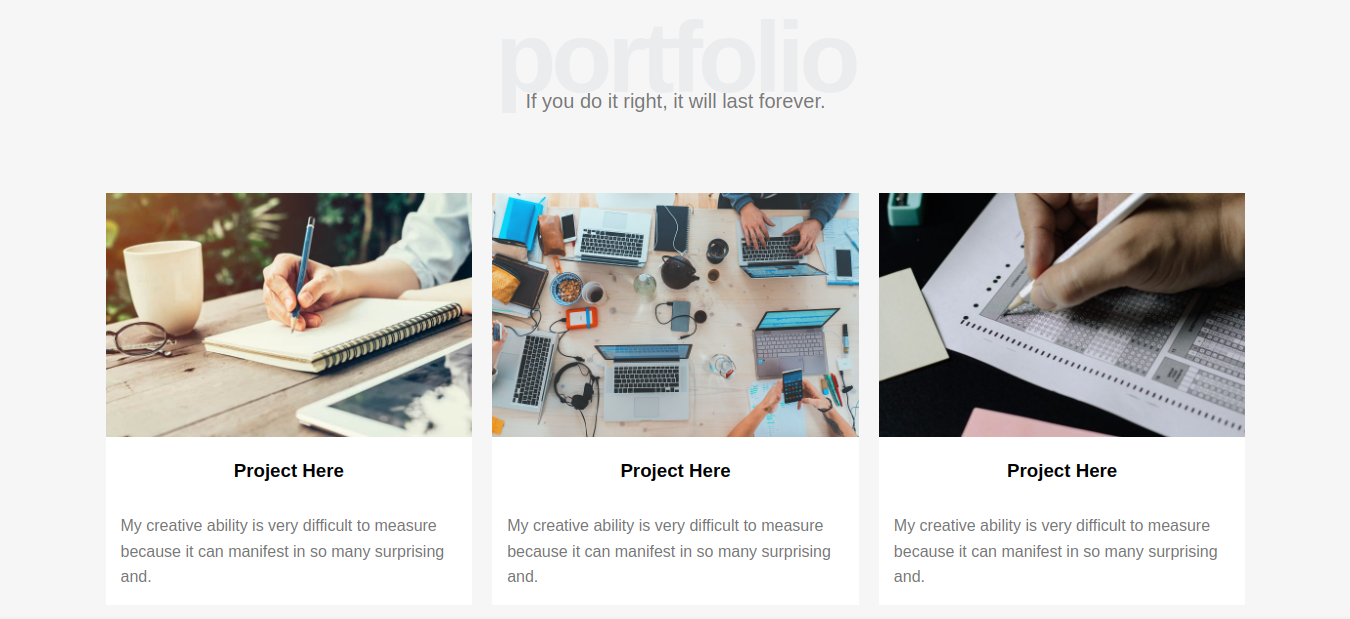 portfolio
If you do it right, it will last forever.
Project Here
My creative ability is very difficult to measure
because it can manifest in so many surprising
and.
Project Here
My creative ability is very difficult to measure
because it can manifest in so many surprising
and.
Project Here
My creative ability is very difficult to measure
because it can manifest in so many surprising
and.